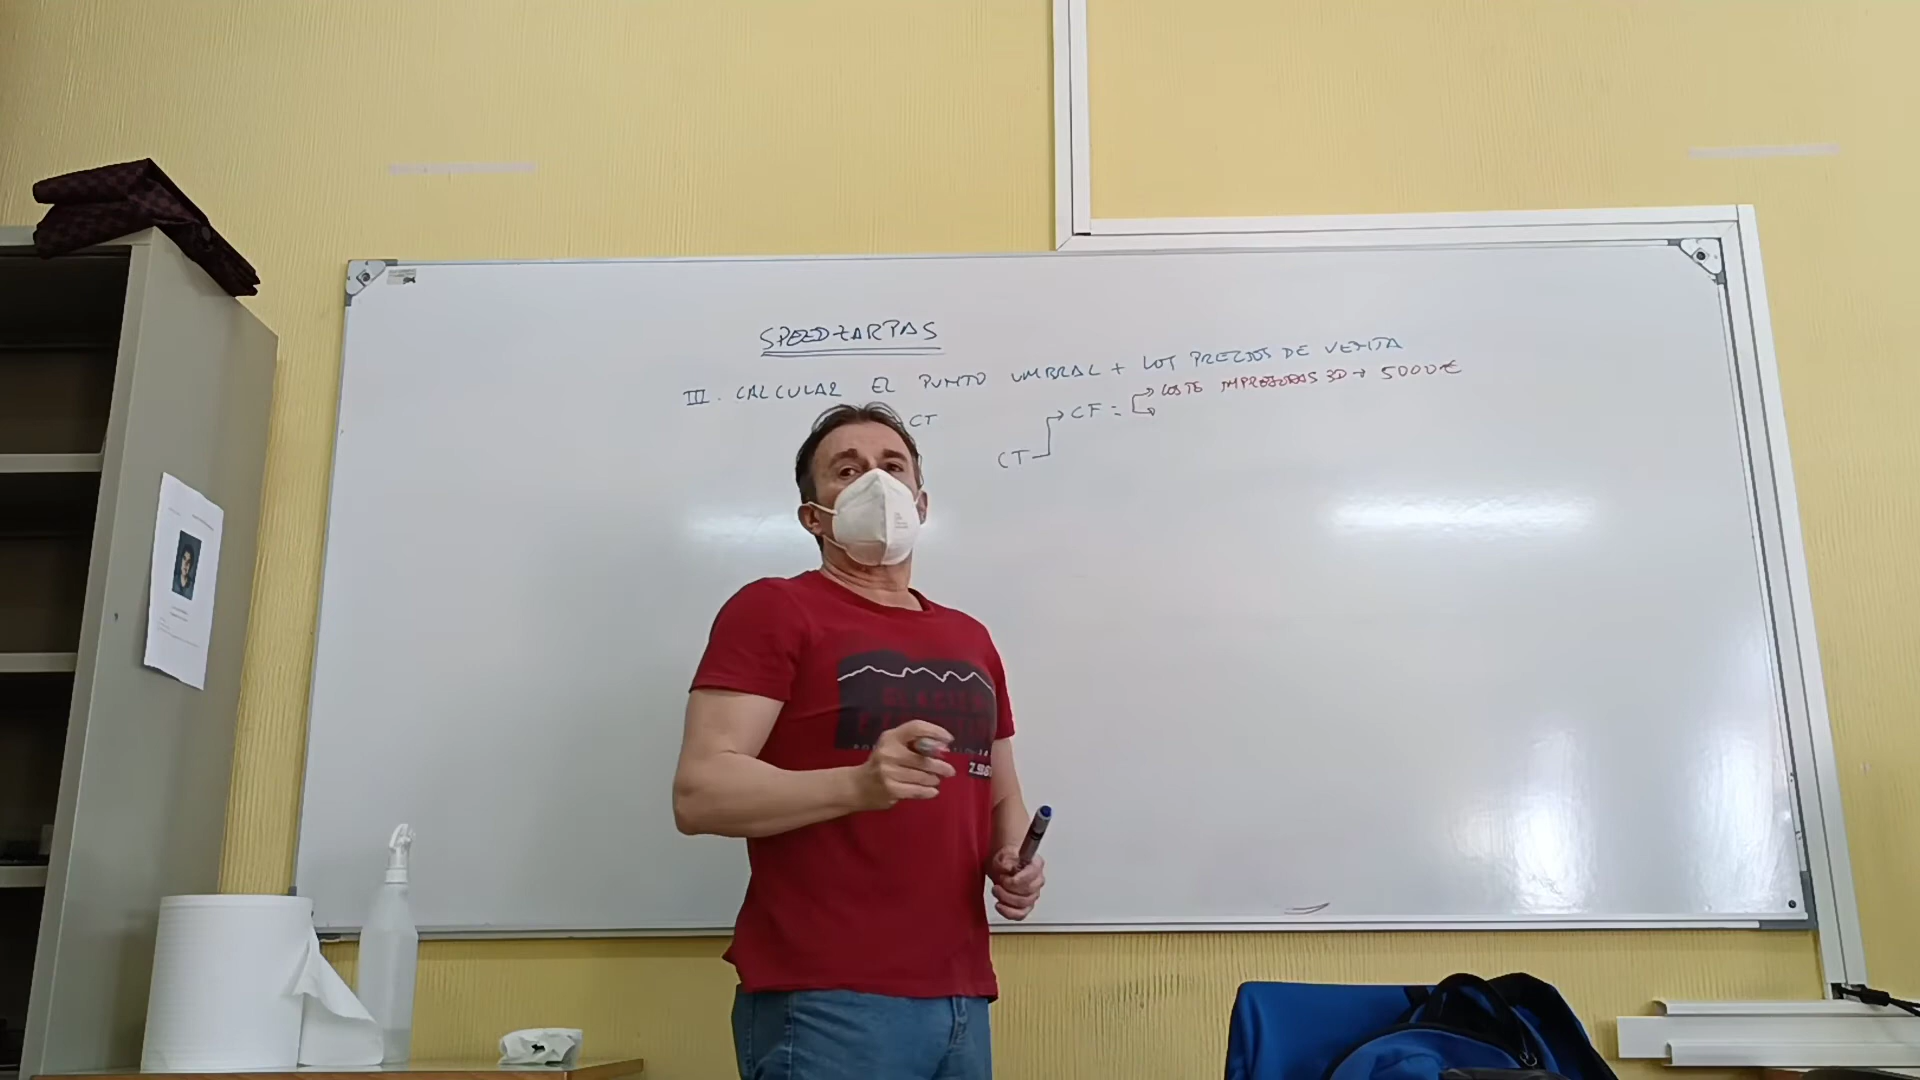 SPEEDZARPAS
III. CALCULAR EL PUNTO UMBRAL + LOS PRECIOS DE VENTA
CT
CT → CF = → COSTE IMPRESORAS 3D → 5000€